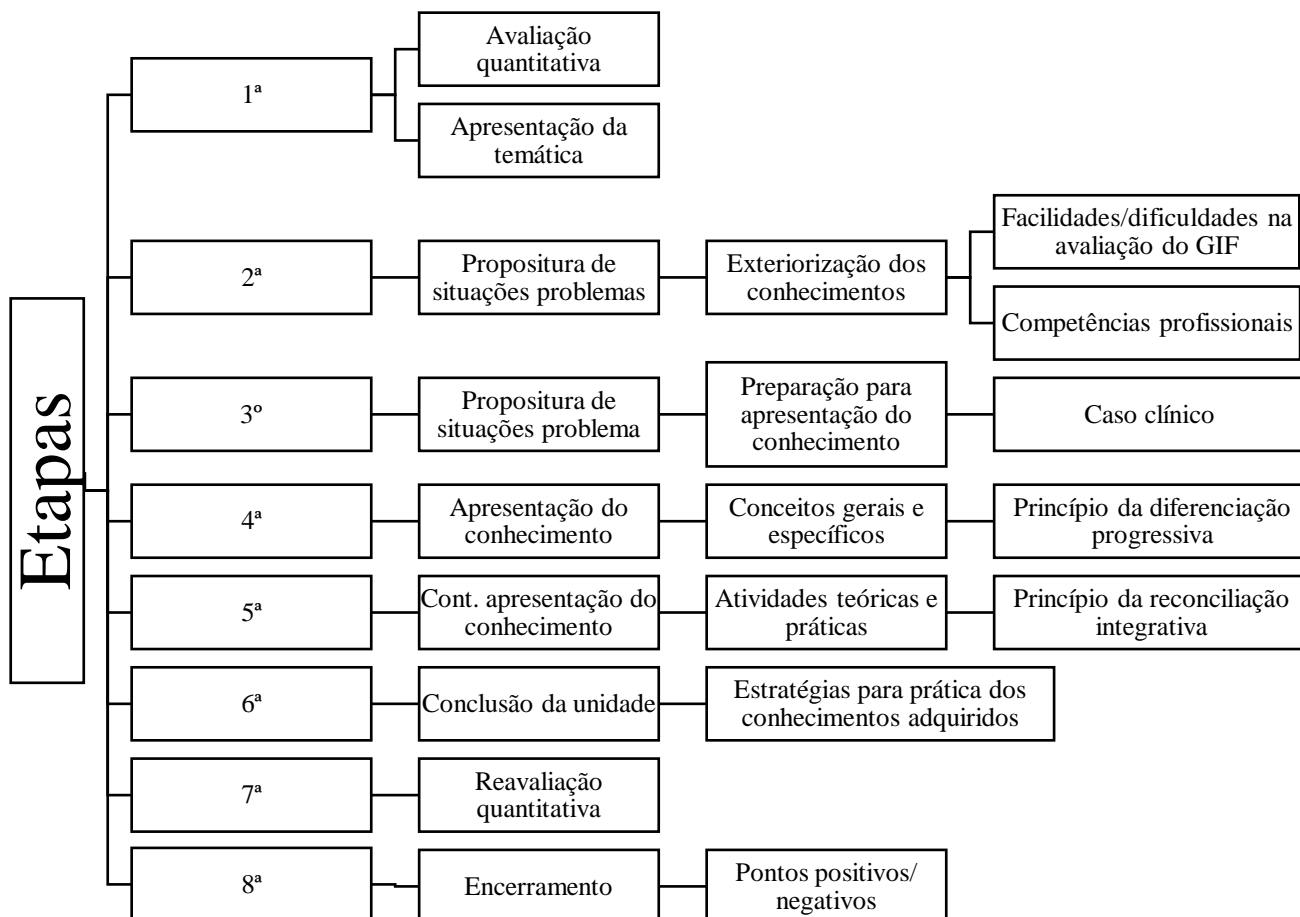 Etapas
1ª
Avaliação
quantitativa
Apresentação da
temática
2ª
Propositura de
situações problemas
Exteriorização dos
conhecimentos
Facilidades/dificuldades na
avaliação do GIF
Competências profissionais
3º
Propositura de
situações problema
Preparação para
apresentação do
conhecimento
Caso clínico
4ª
Apresentação do
conhecimento
Conceitos gerais e
específicos
Princípio da diferenciação
progressiva
5ª
Cont. apresentação do
conhecimento
Atividades teóricas e
práticas
Princípio da reconciliação
integrativa
6ª
Conclusão da unidade
Estratégias para prática dos
conhecimentos adquiridos
7ª
Reavaliação
quantitativa
8ª
Encerramento
Pontos positivos/
negativos